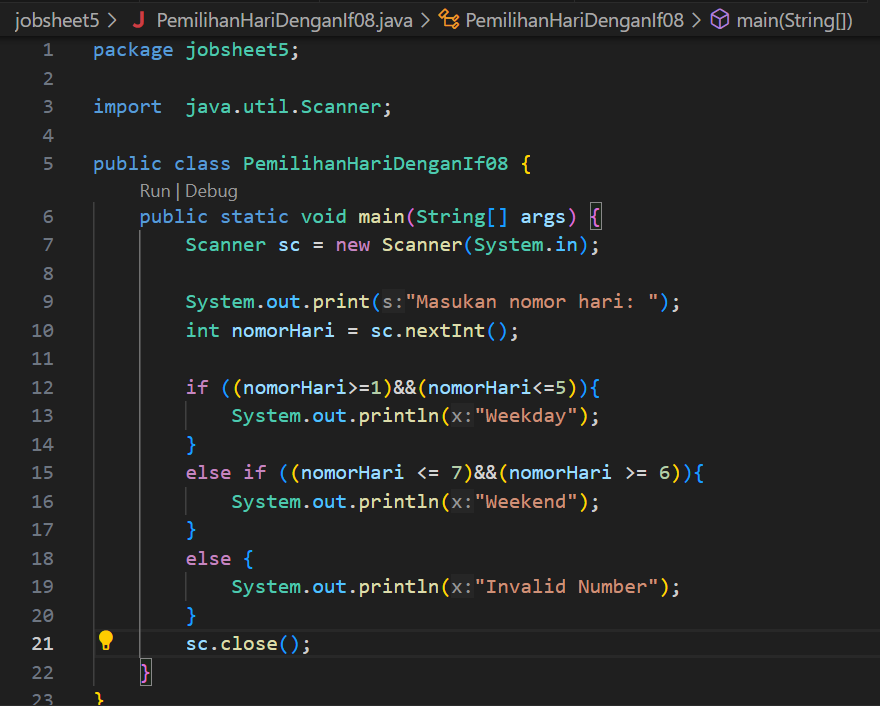 jobsheet5 > J PemilihanHariDenganIf08.java > PemilihanHariDenganIf08 > main(String[])
1 package jobsheet5;
2
3 import  java.util.Scanner;
4
5 public class PemilihanHariDenganIf08 {
Run | Debug
6 public static void main(String[] args) {
7 Scanner sc = new Scanner(System.in);
8
9 System.out.print(s:"Masukan nomor hari: ");
10 int nomorHari = sc.nextInt();
11
12 if ((nomorHari>=1)&&(nomorHari<=5)){
13 System.out.println(x:"Weekday");
14 }
15 else if ((nomorHari <= 7)&&(nomorHari >= 6)){
16 System.out.println(x:"Weekend");
17 }
18 else {
19 System.out.println(x:"Invalid Number");
20 }
21 sc.close();
22 }
23 }